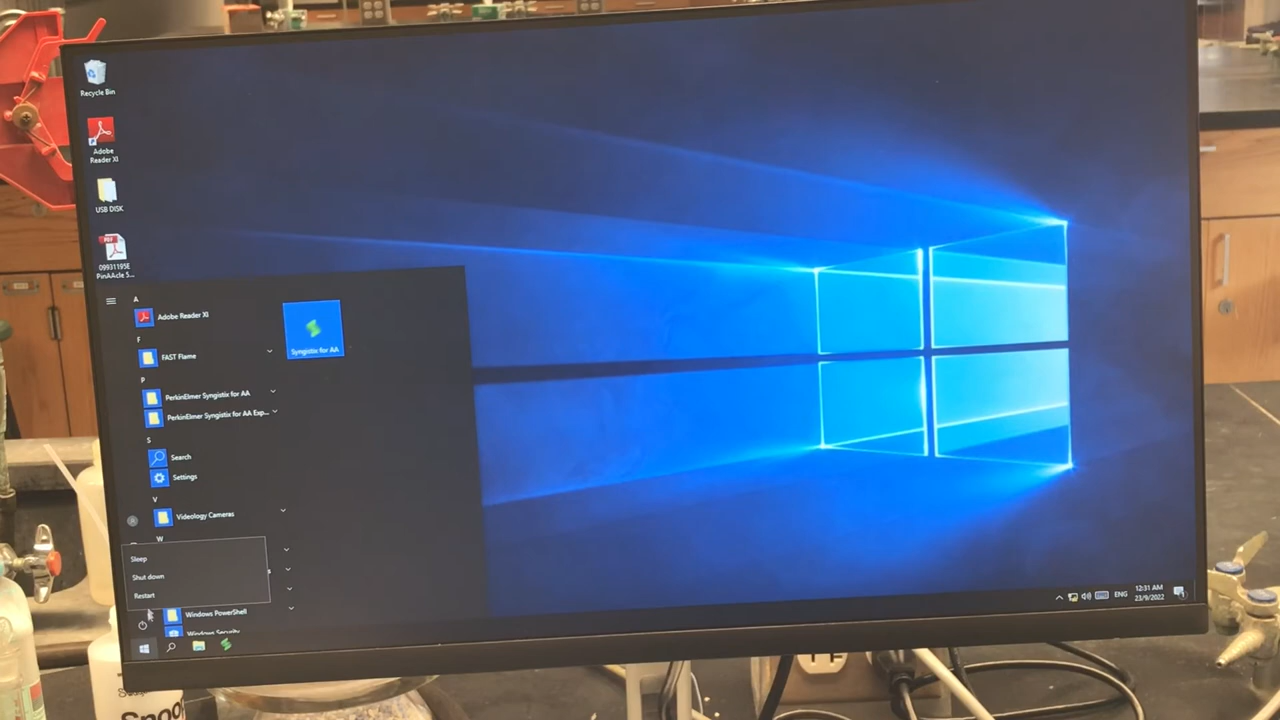 Recycle Bin
Adobe
Reader XI
USB DISK
09931195E
PinAAcle S...
A
Adobe Reader XI
Syngistix for AA
F
FAST Flame
P
PerkinElmer Syngistix for AA
PerkinElmer Syngistix for AA Exp...
S
Search
Settings
V
Videology Cameras
W
Sleep
Shut down
Restart
Windows PowerShell
Windows Security
ENG
12:31 AM
23/9/2022